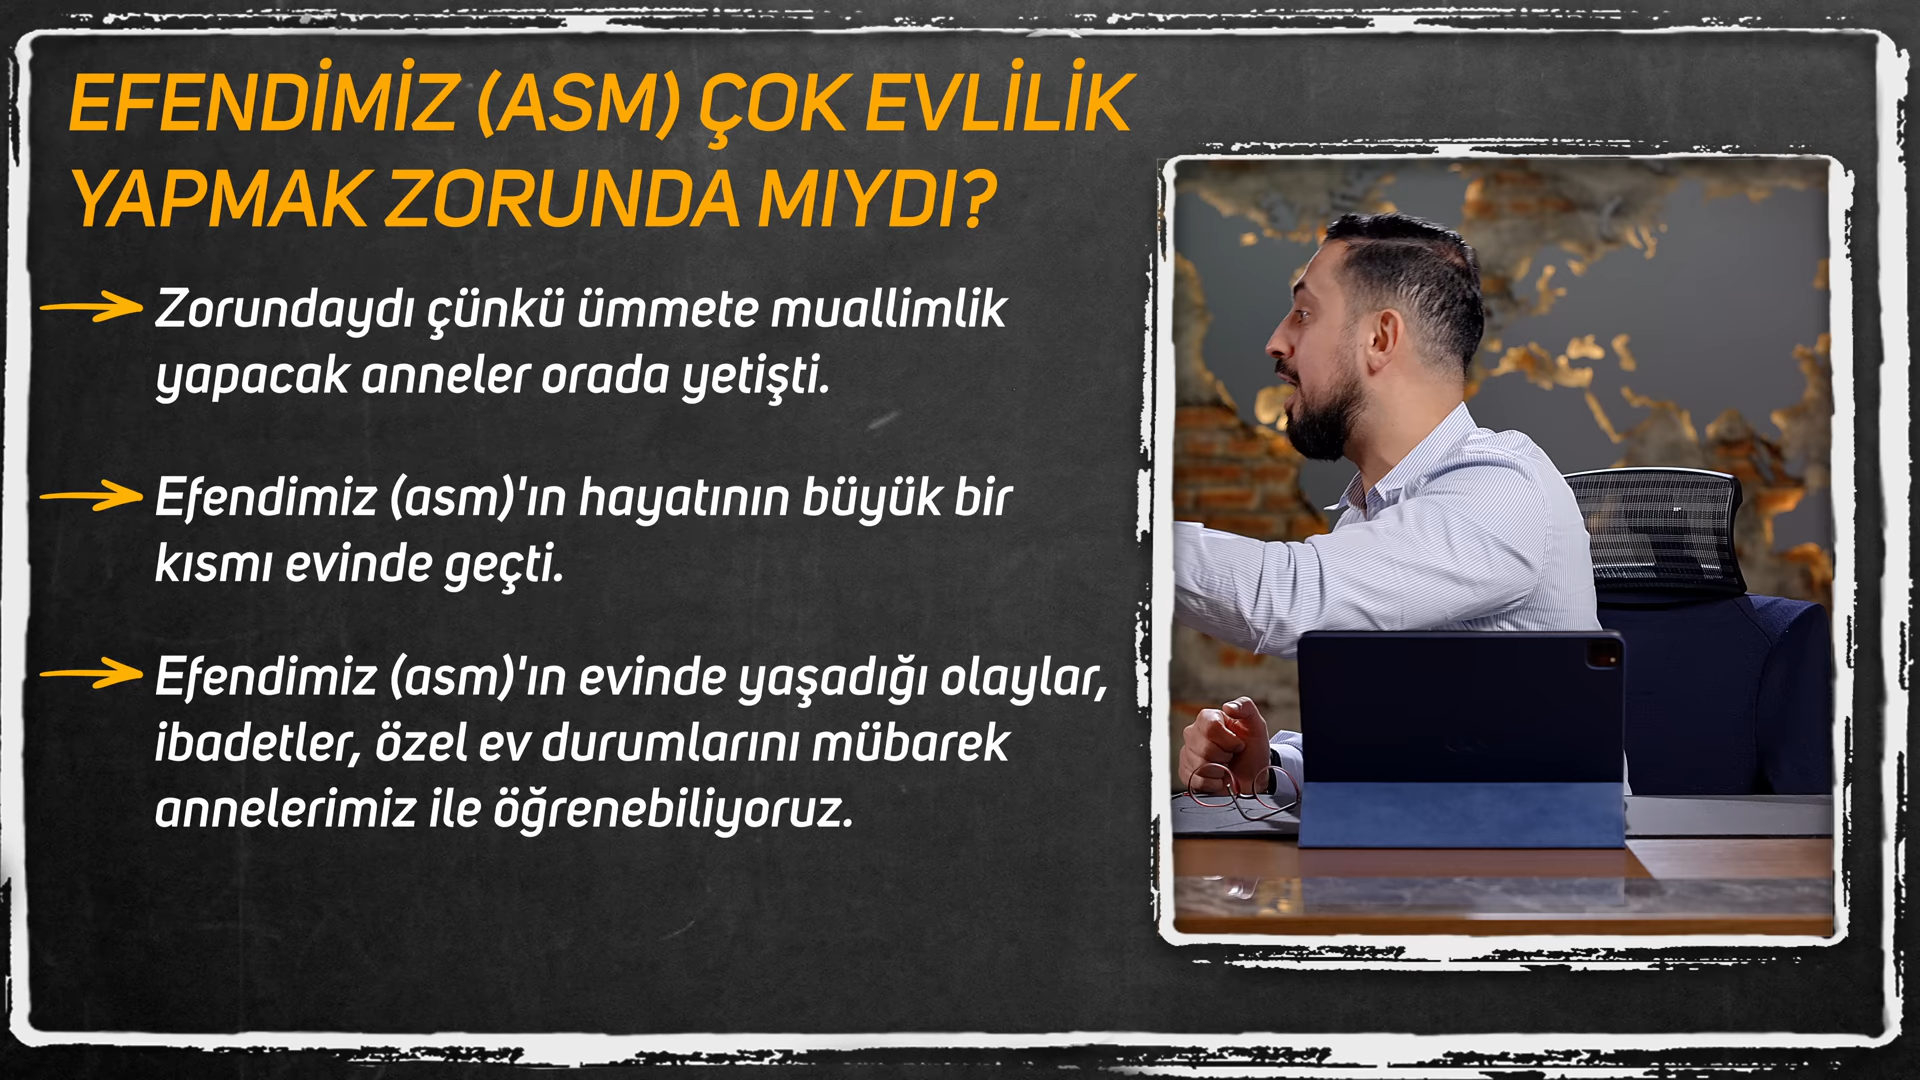 EFENDİMİZ (ASM) ÇOK EVLİLİK
YAPMAK ZORUNDA MIYDI?
Zorundaydı çünkü ümmete muallimlik
yapacak anneler orada yetişti.
Efendimiz (asm)'ın hayatının büyük bir
kısmı evinde geçti.
Efendimiz (asm)'ın evinde yaşadığı olaylar,
ibadetler, özel ev durumlarını mübarek
annelerimiz ile öğrenebiliyoruz.